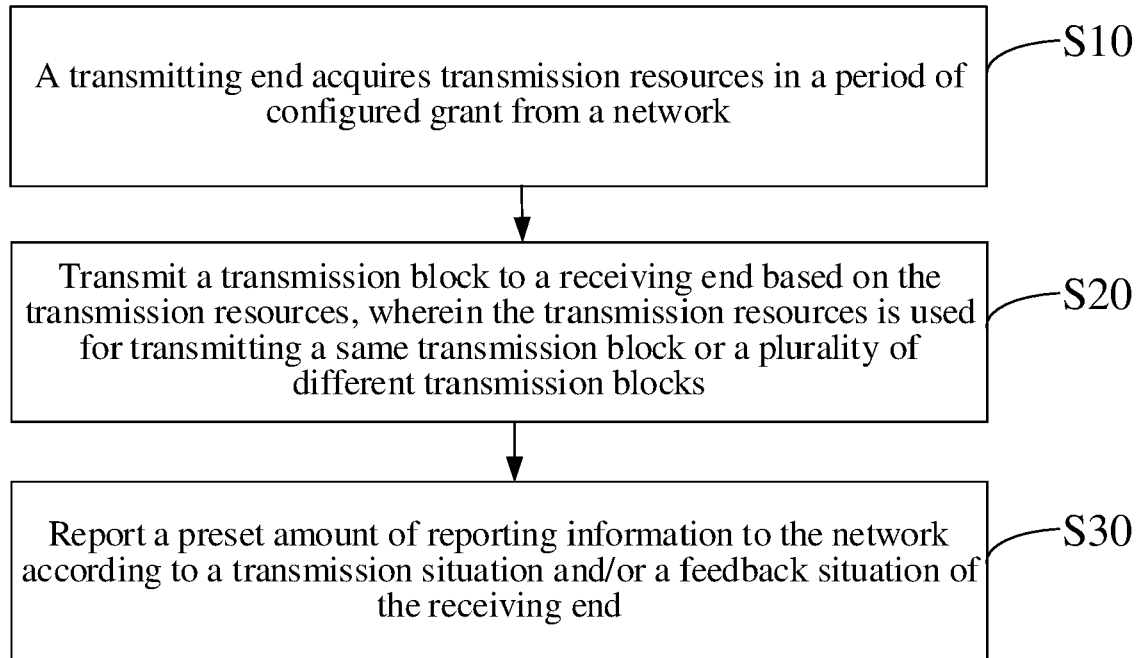 A transmitting end acquires transmission resources in a period of
configured grant from a network
S10
Transmit a transmission block to a receiving end based on the
transmission resources, wherein the transmission resources is used
for transmitting a same transmission block or a plurality of
different transmission blocks
S20
Report a preset amount of reporting information to the network
according to a transmission situation and/or a feedback situation of
the receiving end
S30